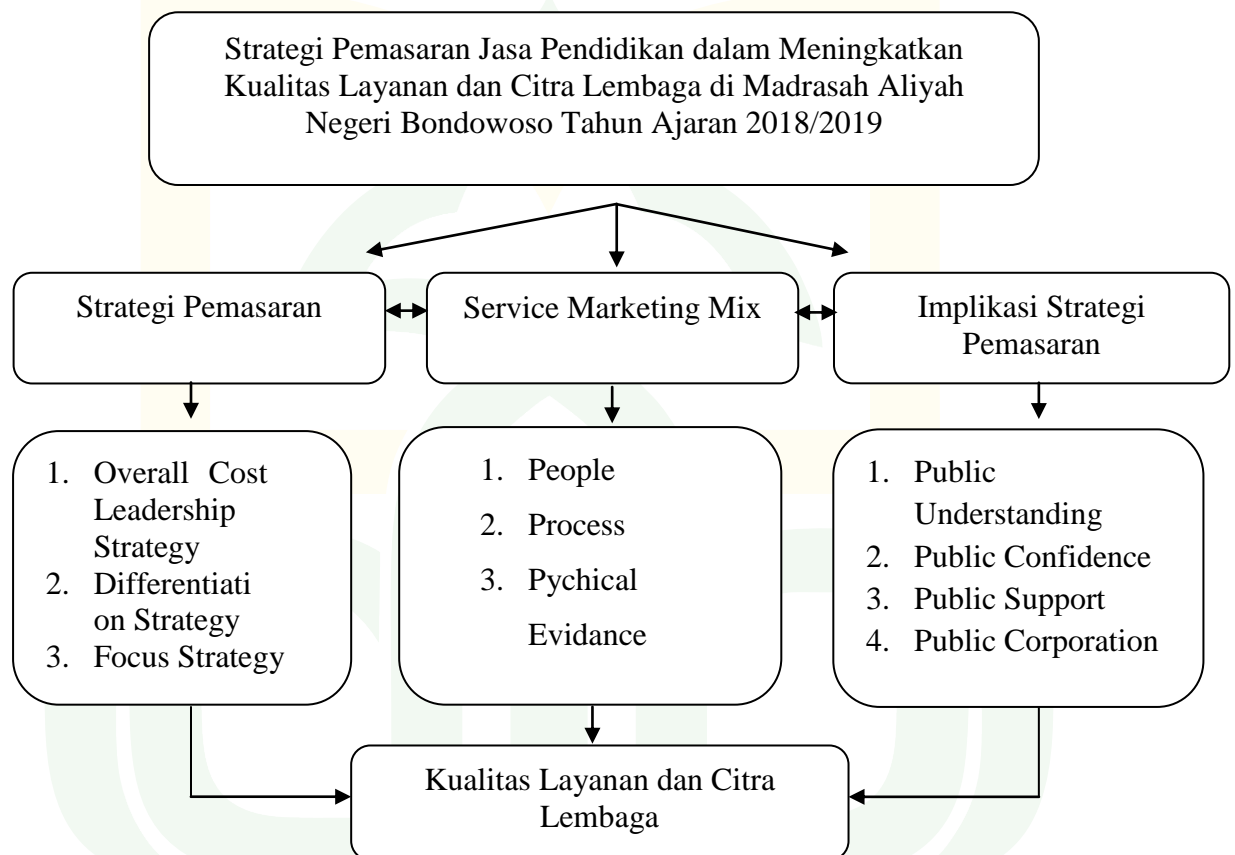 Strategi Pemasaran Jasa Pendidikan dalam Meningkatkan
Kualitas Layanan dan Citra Lembaga di Madrasah Aliyah
Negeri Bondowoso Tahun Ajaran 2018/2019
Strategi Pemasaran
Service Marketing Mix
Implikasi Strategi
Pemasaran
1. Overall Cost
Leadership
Strategy
2. Differentiati
on Strategy
3. Focus Strategy
1. People
2. Process
3. Pychical
Evidance
1. Public
Understanding
2. Public Confidence
3. Public Support
4. Public Corporation
Kualitas Layanan dan Citra
Lembaga